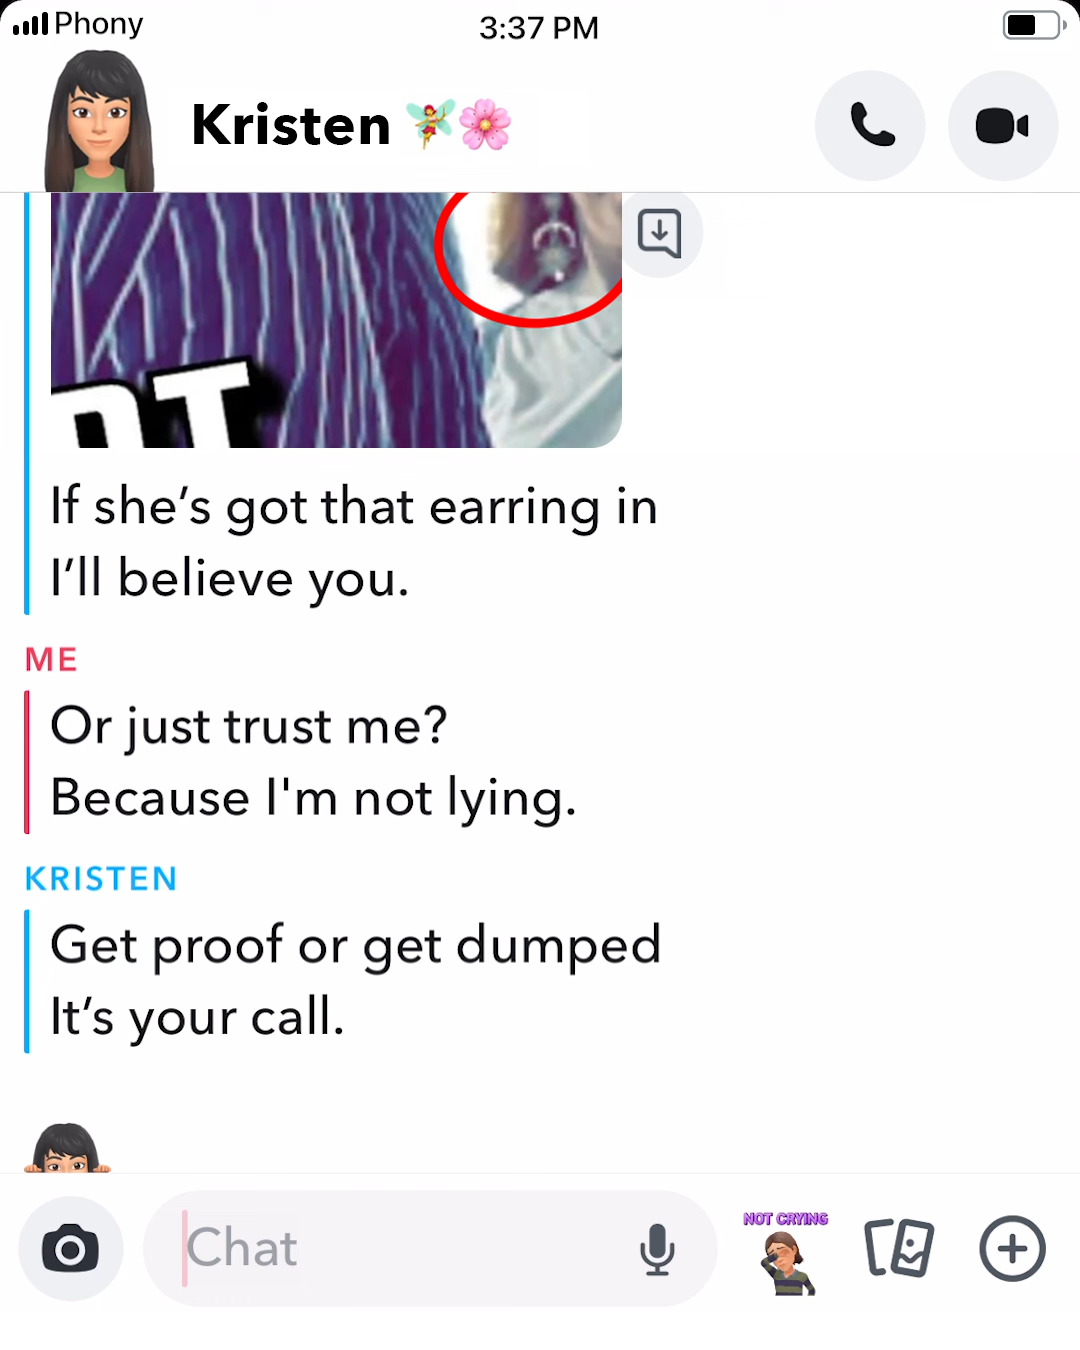 Phony
3:37 PM
Kristen 🧚🌸
If she’s got that earring in
I’ll believe you.
ME
Or just trust me?
Because I'm not lying.
KRISTEN
Get proof or get dumped
It’s your call.
NOT CRYING
Chat